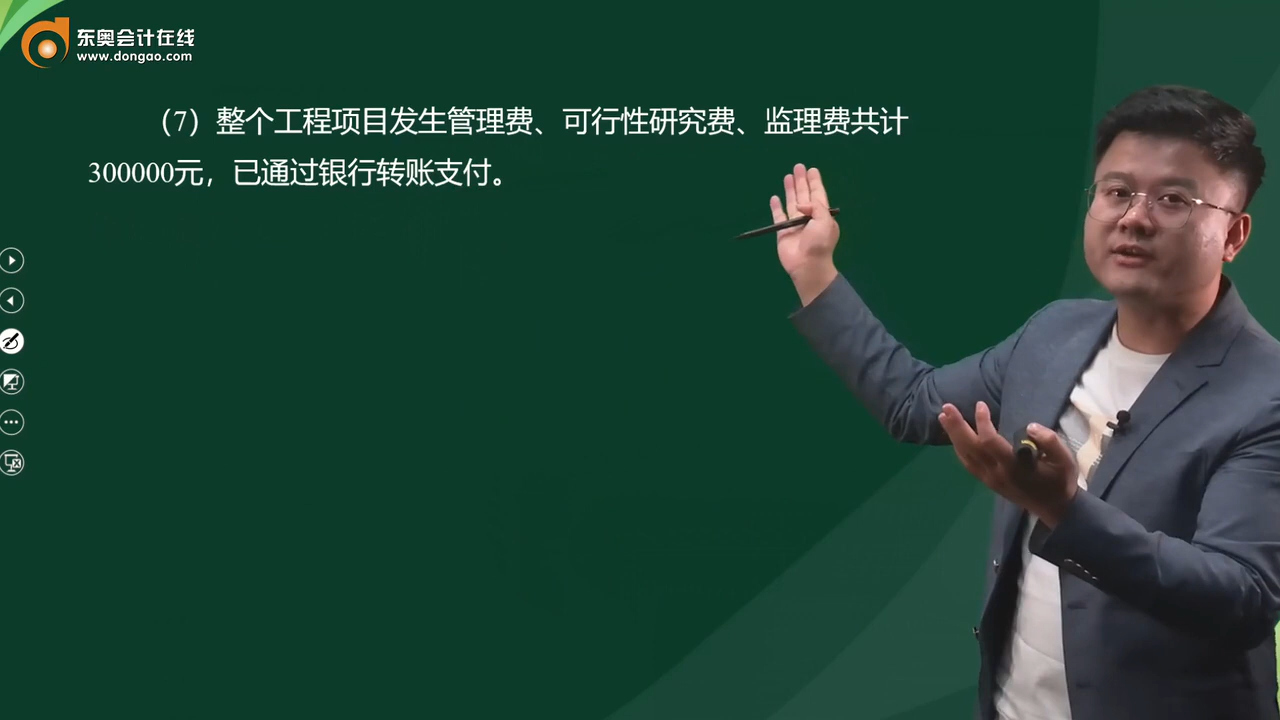 东奥会计在线
www.dongao.com
（7）整个工程项目发生管理费、可行性研究费、监理费共计
300000元，已通过银行转账支付。